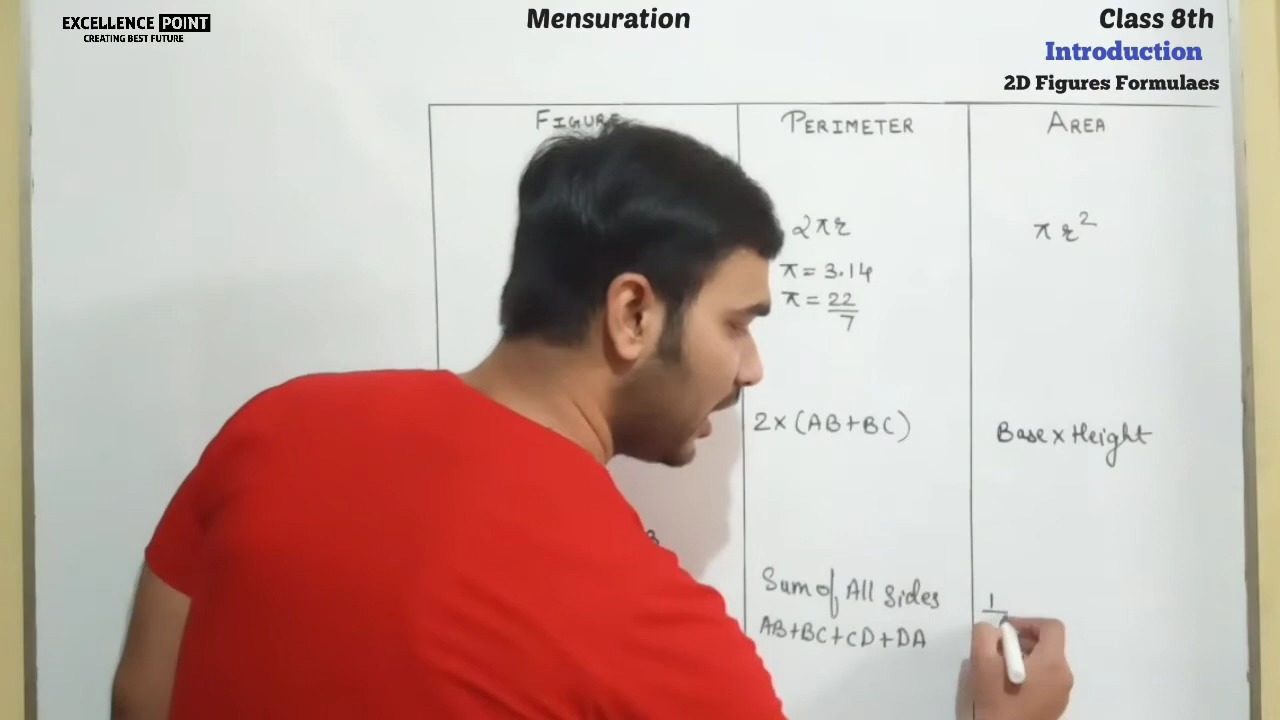 EXCELLENCE POINT
CREATING BEST FUTURE
Mensuration
Class 8th
Introduction
2D Figures Formulaes
FIGURE
PERIMETER
AREA
2πr
πr²
π = 3.14
π = 22/7
2×(AB+BC)
Base × Height
Sum of All Sides
AB+BC+CD+DA
1